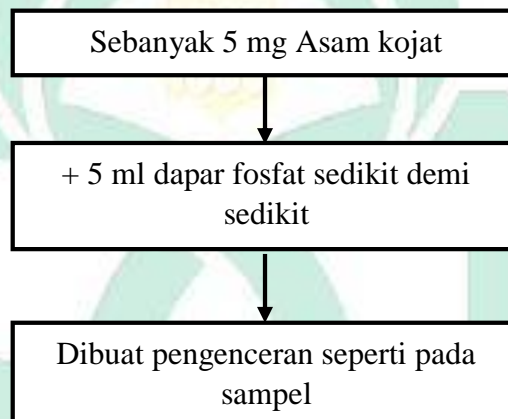 Sebanyak 5 mg Asam kojat
+ 5 ml dapar fosfat sedikit demi
sedikit
Dibuat pengenceran seperti pada
sampel